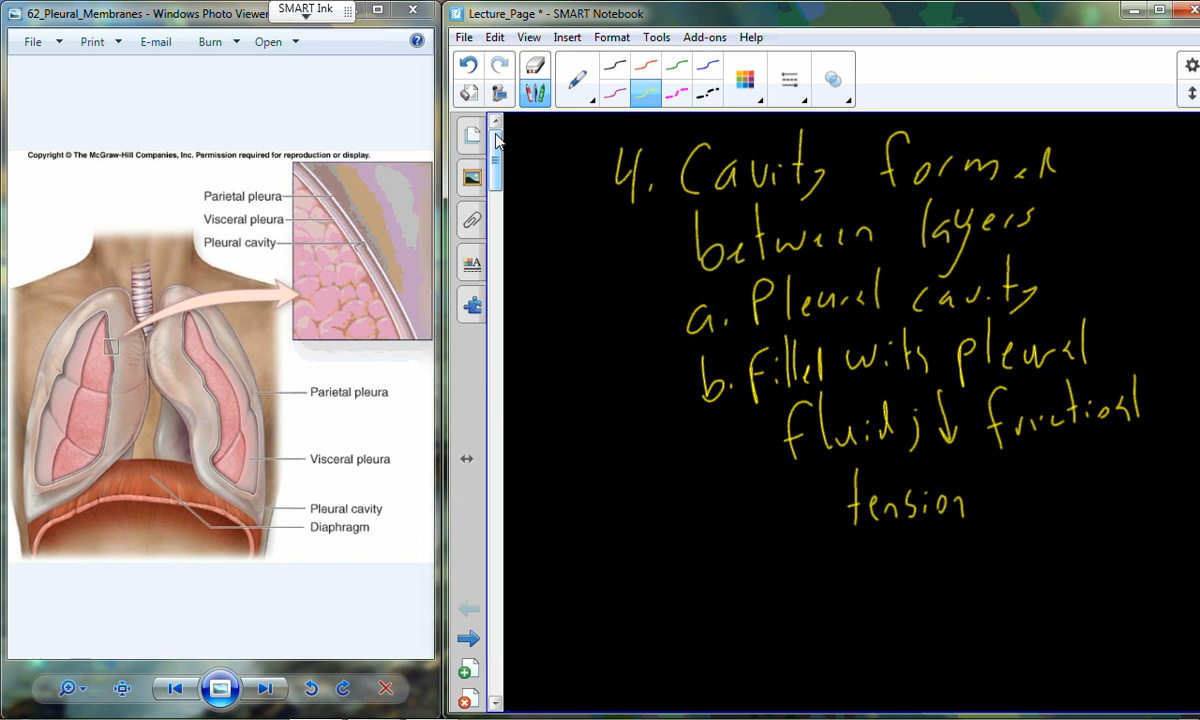 62_Pleural_Membranes - Windows Photo Viewer
SMART Ink
File Print E-mail Burn Open
Copyright © The McGraw-Hill Companies, Inc. Permission required for reproduction or display.
Parietal pleura
Visceral pleura
Pleural cavity
Parietal pleura
Visceral pleura
Pleural cavity
Diaphragm
Lecture_Page * - SMART Notebook
File Edit View Insert Format Tools Add-ons Help
4. Cavity formed
between layers
a. Pleural cavity
b. Filled with pleural
fluid; ↓ frictional
tension